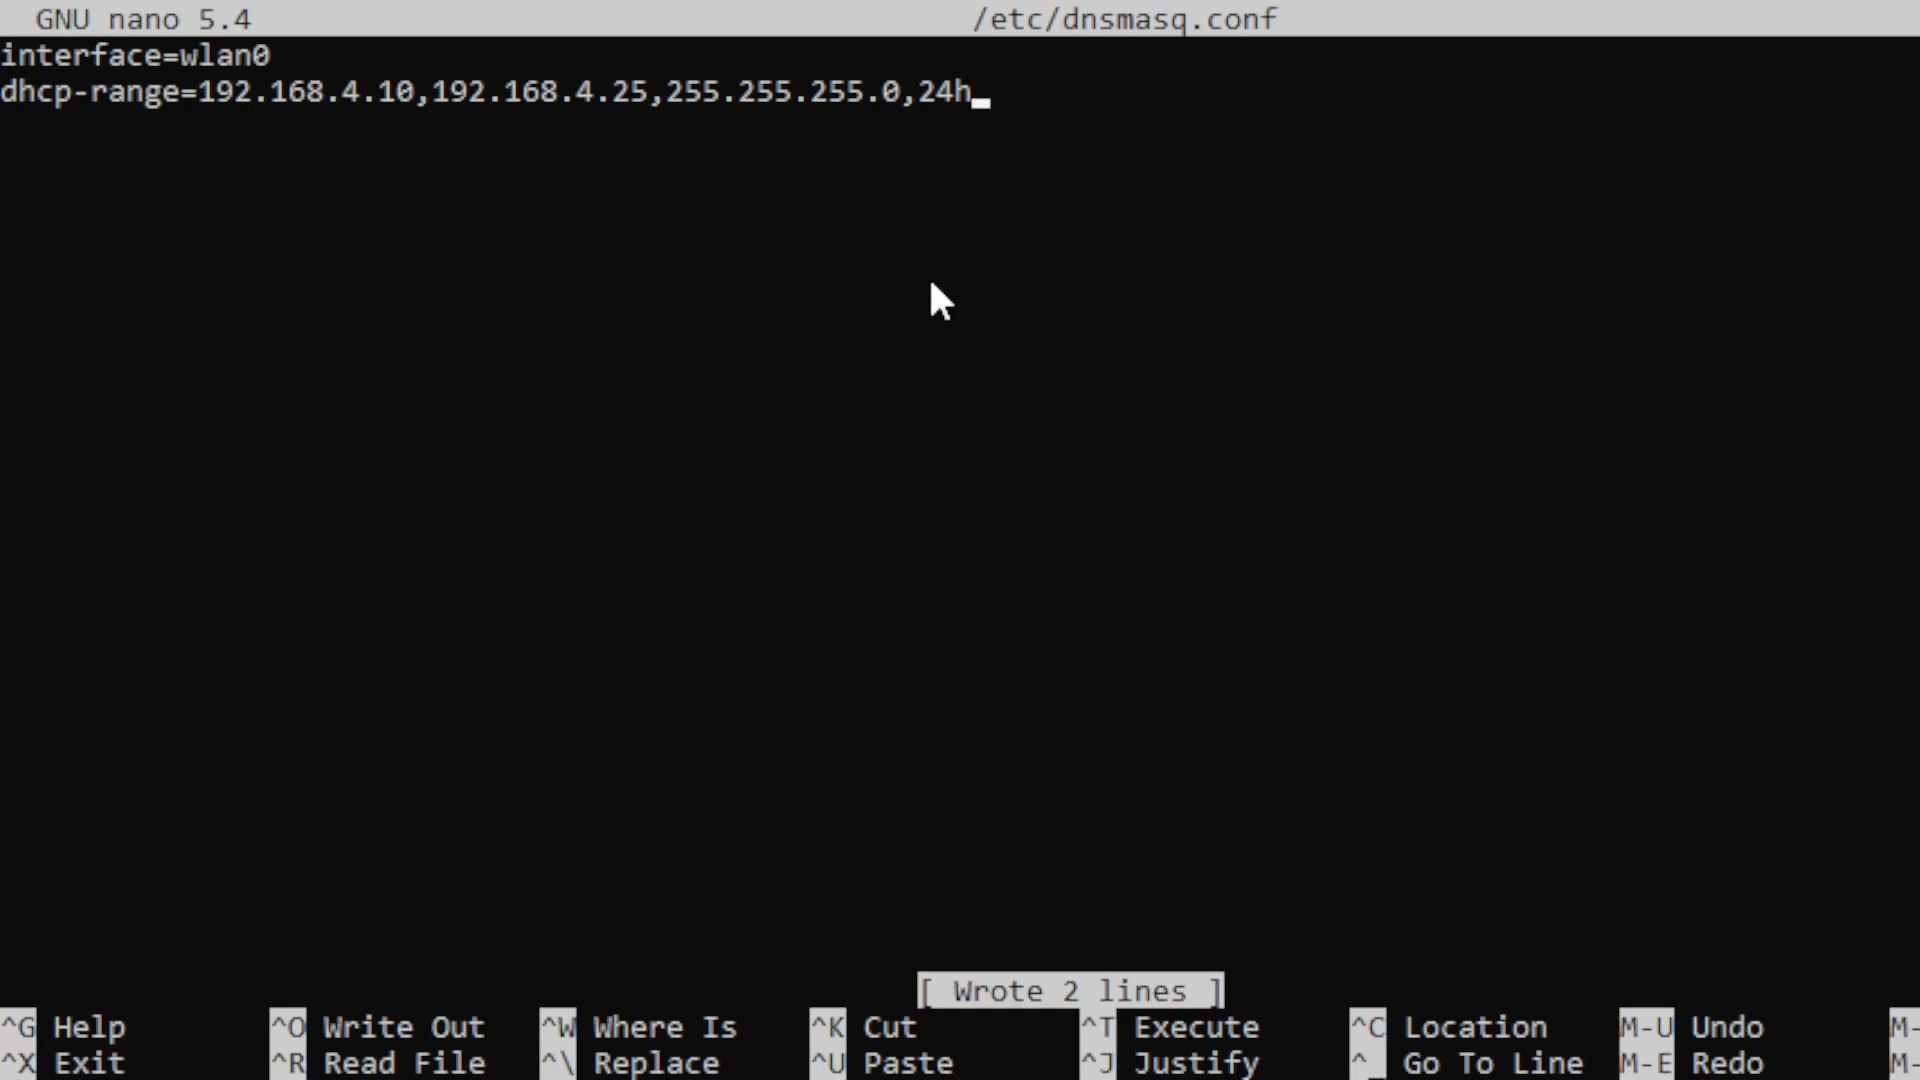 GNU nano 5.4 /etc/dnsmasq.conf
interface=wlan0
dhcp-range=192.168.4.10,192.168.4.25,255.255.255.0,24h
[ Wrote 2 lines ]
^G Help ^O Write Out ^W Where Is ^K Cut ^T Execute ^C Location M-U Undo M-
^X Exit ^R Read File ^\ Replace ^U Paste ^J Justify ^_ Go To Line M-E Redo M-